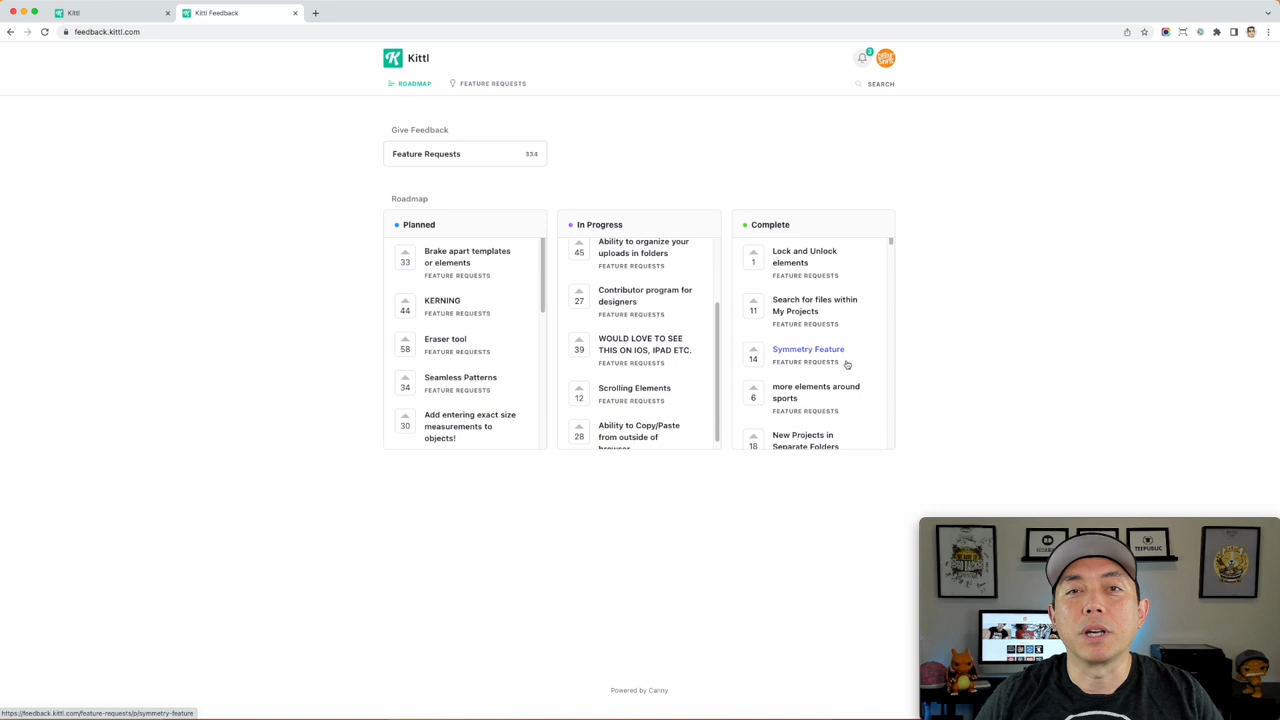 Kittl
Kittl Feedback
feedback.kittl.com
Kittl
3
ROADMAP
FEATURE REQUESTS
SEARCH
Give Feedback
Feature Requests 334
Roadmap
Planned
33
Brake apart templates
or elements
FEATURE REQUESTS
44
KERNING
FEATURE REQUESTS
58
Eraser tool
FEATURE REQUESTS
34
Seamless Patterns
FEATURE REQUESTS
30
Add entering exact size
measurements to
objects!
In Progress
45
Ability to organize your
uploads in folders
FEATURE REQUESTS
27
Contributor program for
designers
FEATURE REQUESTS
39
WOULD LOVE TO SEE
THIS ON IOS, IPAD ETC.
FEATURE REQUESTS
12
Scrolling Elements
FEATURE REQUESTS
28
Ability to Copy/Paste
from outside of
browser
Complete
1
Lock and Unlock
elements
FEATURE REQUESTS
11
Search for files within
My Projects
FEATURE REQUESTS
14
Symmetry Feature
FEATURE REQUESTS
6
more elements around
sports
FEATURE REQUESTS
18
New Projects in
Separate Folders
Powered by Canny
TEEPUBLIC
https://feedback.kittl.com/feature-requests/p/symmetry-feature